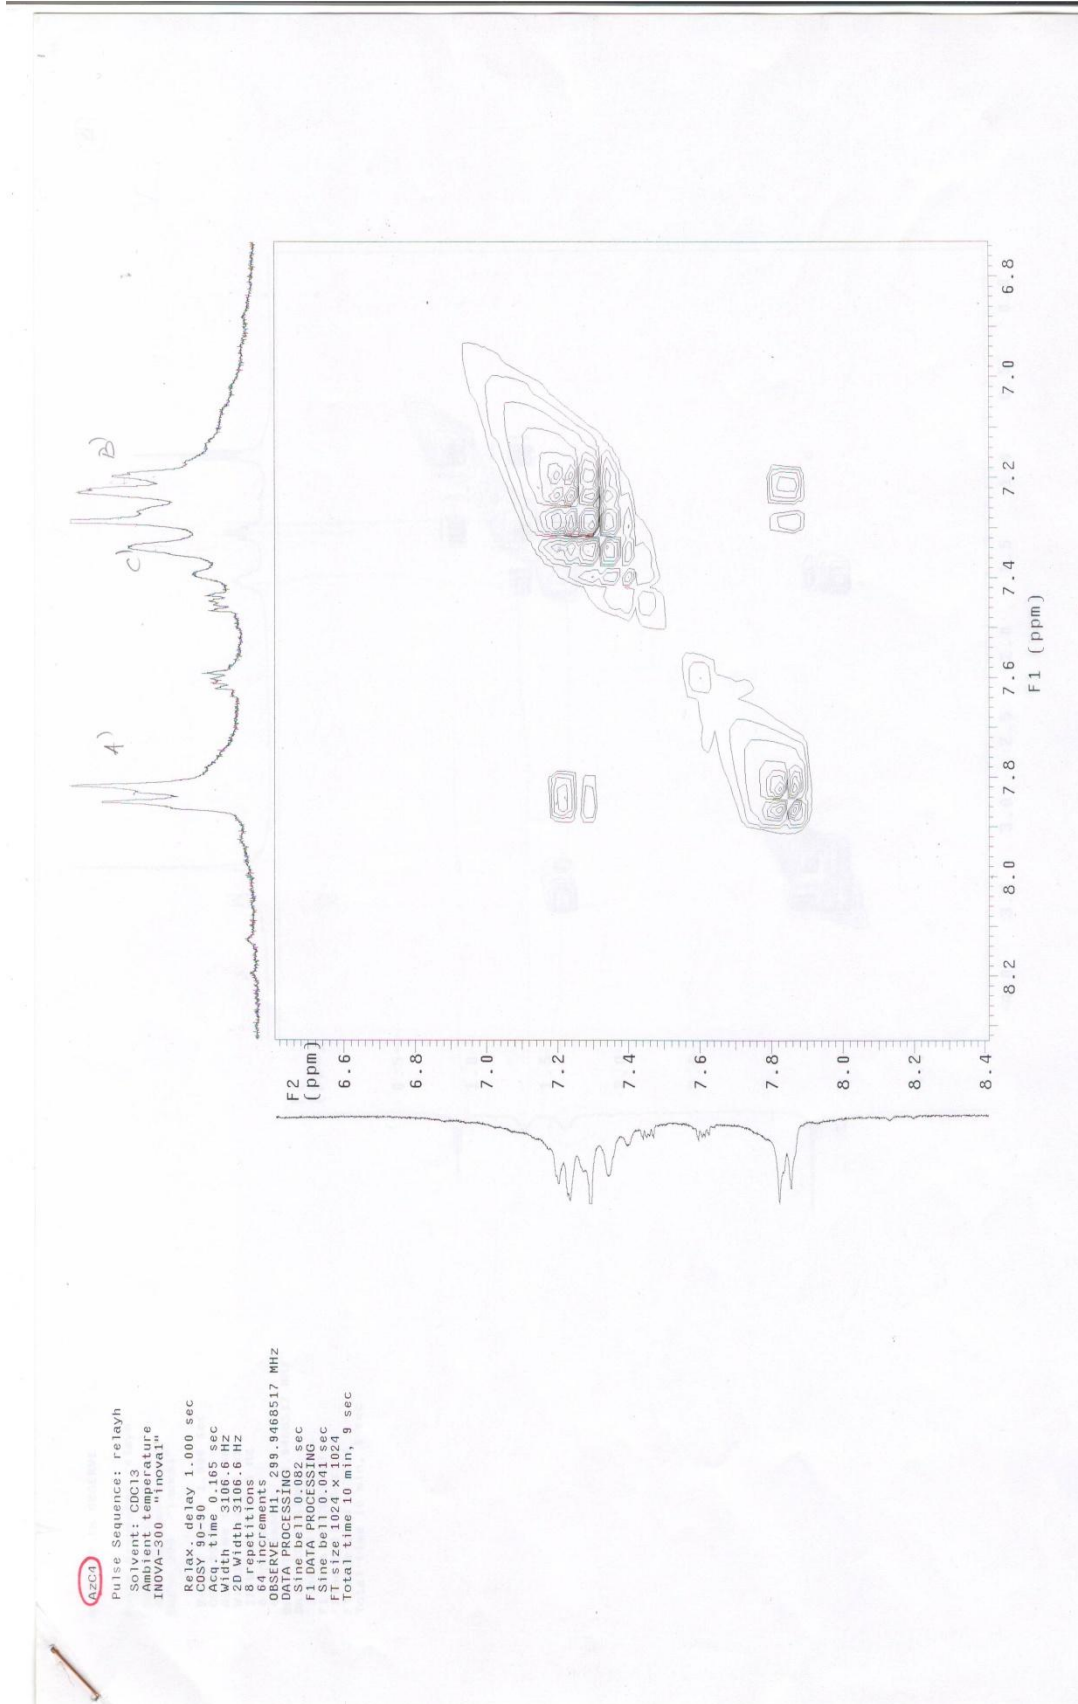 AzC4
Pulse Sequence: relayh
Solvent: CDCl3
Ambient temperature
INOVA-300 "inova1"
Relax. delay 1.000 sec
COSY 90-90
Acq. time 0.165 sec
Width 3106.6 Hz
2D Width 3106.6 Hz
8 repetitions
64 increments
OBSERVE H1, 299.9468517 MHz
DATA PROCESSING
Sine bell 0.082 sec
F1 DATA PROCESSING
Sine bell 0.041 sec
FT size 1024 x 1024
Total time 10 min, 9 sec
A)
C)
B)
F2
(ppm)
6.6
6.8
7.0
7.2
7.4
7.6
7.8
8.0
8.2
8.4
8.2 8.0 7.8 7.6 7.4 7.2 7.0 6.8
F1 (ppm)